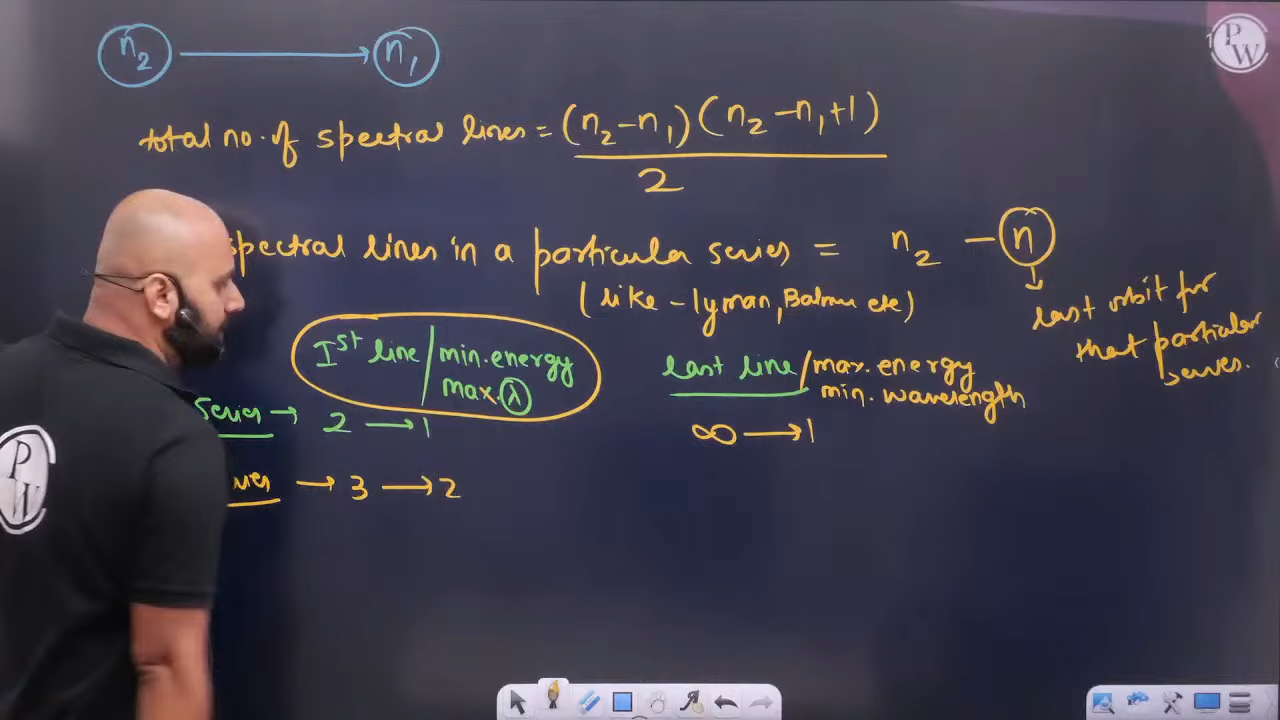 n₂ → n₁
PW
total no. of spectral lines = (n₂-n₁)(n₂-n₁+1)
2
spectral lines in a particular series = n₂ - n
(like - lyman, Balmer etc)
last orbit for
that particular
series.
Iˢᵗ line/min. energy
max. λ
last line/max. energy
min. wavelength
Series → 2 → 1
∞ → 1
→ 3 → 2
PW